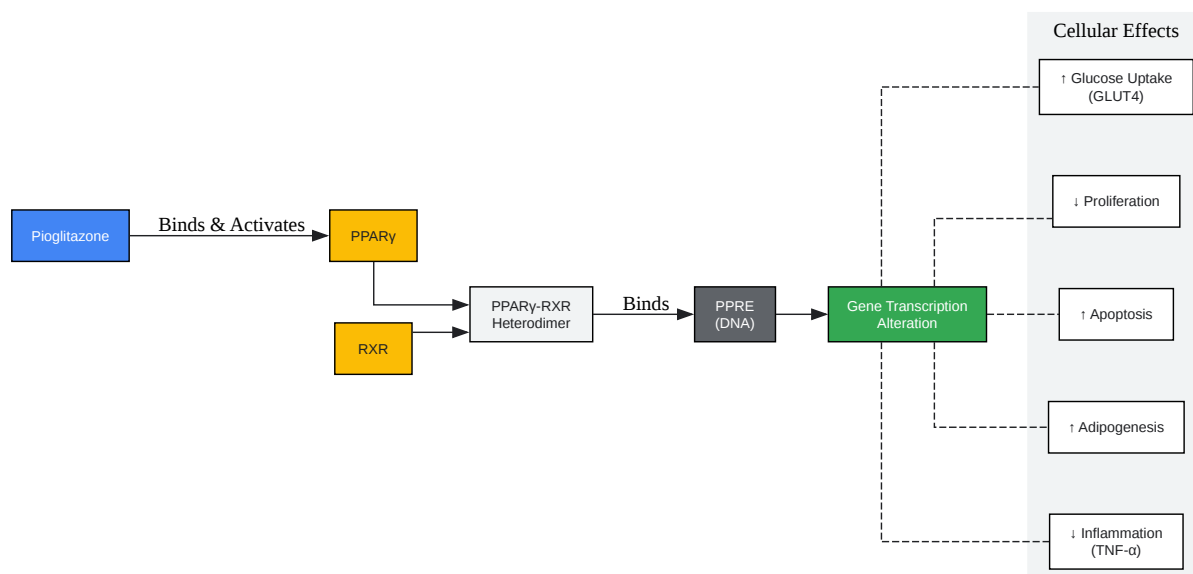 Cellular Effects
↑ Glucose Uptake
(GLUT4)
↓ Proliferation
Pioglitazone
Binds & Activates
PPARγ
PPARγ-RXR
Heterodimer
RXR
Binds
PPRE
(DNA)
Gene Transcription
Alteration
↑ Apoptosis
↑ Adipogenesis
↓ Inflammation
(TNF-α)